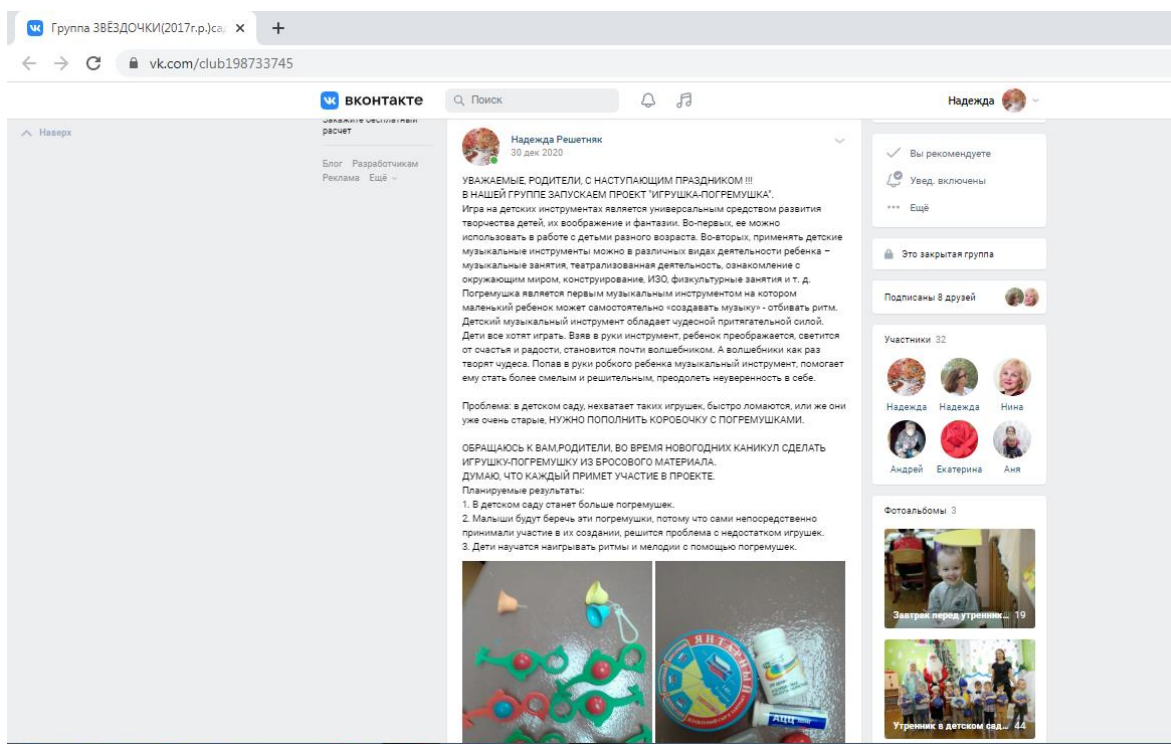 Группа ЗВЁЗДОЧКИ(2017г.р.)са
vk.com/club198733745
ВКОНТАКТЕ
Поиск
Надежда
Наверх
Закажите бесплатный
расчет
Блог Разработчикам
Реклама Ещё
Надежда Решетняк
30 дек 2020
УВАЖАЕМЫЕ, РОДИТЕЛИ, С НАСТУПАЮЩИМ ПРАЗДНИКОМ !!!
В НАШЕЙ ГРУППЕ ЗАПУСКАЕМ ПРОЕКТ "ИГРУШКА-ПОГРЕМУШКА".
Игра на детских инструментах является универсальным средством развития
творчества детей, их воображение и фантазии. Во-первых, ее можно
использовать в работе с детьми разного возраста. Во-вторых, применять детские
музыкальные инструменты можно в различных видах деятельности ребенка –
музыкальные занятия, театрализованная деятельность, ознакомление с
окружающим миром, конструирование, ИЗО, физкультурные занятия и т. д.
Погремушка является первым музыкальным инструментом на котором
маленький ребенок может самостоятельно «создавать музыку» - отбивать ритм.
Детский музыкальный инструмент обладает чудесной притягательной силой.
Дети все хотят играть. Взяв в руки инструмент, ребенок преображается, светится
от счастья и радости, становится почти волшебником. А волшебники как раз
творят чудеса. Попав в руки робкого ребенка музыкальный инструмент, помогает
ему стать более смелым и решительным, преодолеть неуверенность в себе.
Проблема: в детском саду, нехватает таких игрушек, быстро ломаются, или же они
уже очень старые, НУЖНО ПОПОЛНИТЬ КОРОБОЧКУ С ПОГРЕМУШКАМИ.
ОБРАЩАЮСЬ К ВАМ,РОДИТЕЛИ, ВО ВРЕМЯ НОВОГОДНИХ КАНИКУЛ СДЕЛАТЬ
ИГРУШКУ-ПОГРЕМУШКУ ИЗ БРОСОВОГО МАТЕРИАЛА.
ДУМАЮ, ЧТО КАЖДЫЙ ПРИМЕТ УЧАСТИЕ В ПРОЕКТЕ.
Планируемые результаты:
1. В детском саду станет больше погремушек.
2. Малыши будут беречь эти погремушки, потому что сами непосредственно
принимали участие в их создании, решится проблема с недостатком игрушек.
3. Дети научатся наигрывать ритмы и мелодии с помощью погремушек.
ЯНТАРНЫЙ
АЦЦ
Вы рекомендуете
Увед. включены
Ещё
Это закрытая группа
Подписаны 8 друзей
Участники 32
Надежда Надежда Нина
Андрей Екатерина Аня
Фотоальбомы 3
Завтрак перед утренник... 19
Утренник в детском сад... 44